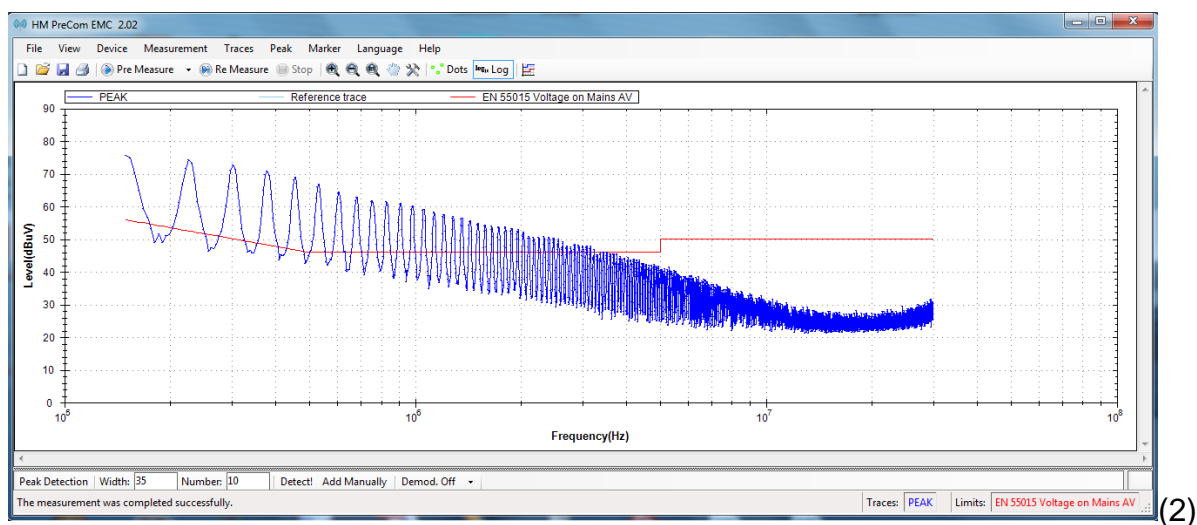 HM PreCom EMC 2.02
File View Device Measurement Traces Peak Marker Language Help
Pre Measure Re Measure Stop Dots Log
PEAK Reference trace EN 55015 Voltage on Mains AV
90
80
70
60
50
40
30
20
10
0
Level(dBuV)
10^5 10^6 10^7 10^8
Frequency(Hz)
Peak Detection Width: 35 Number: 10 Detect! Add Manually Demod. Off
The measurement was completed successfully. Traces: PEAK Limits: EN 55015 Voltage on Mains AV
(2)